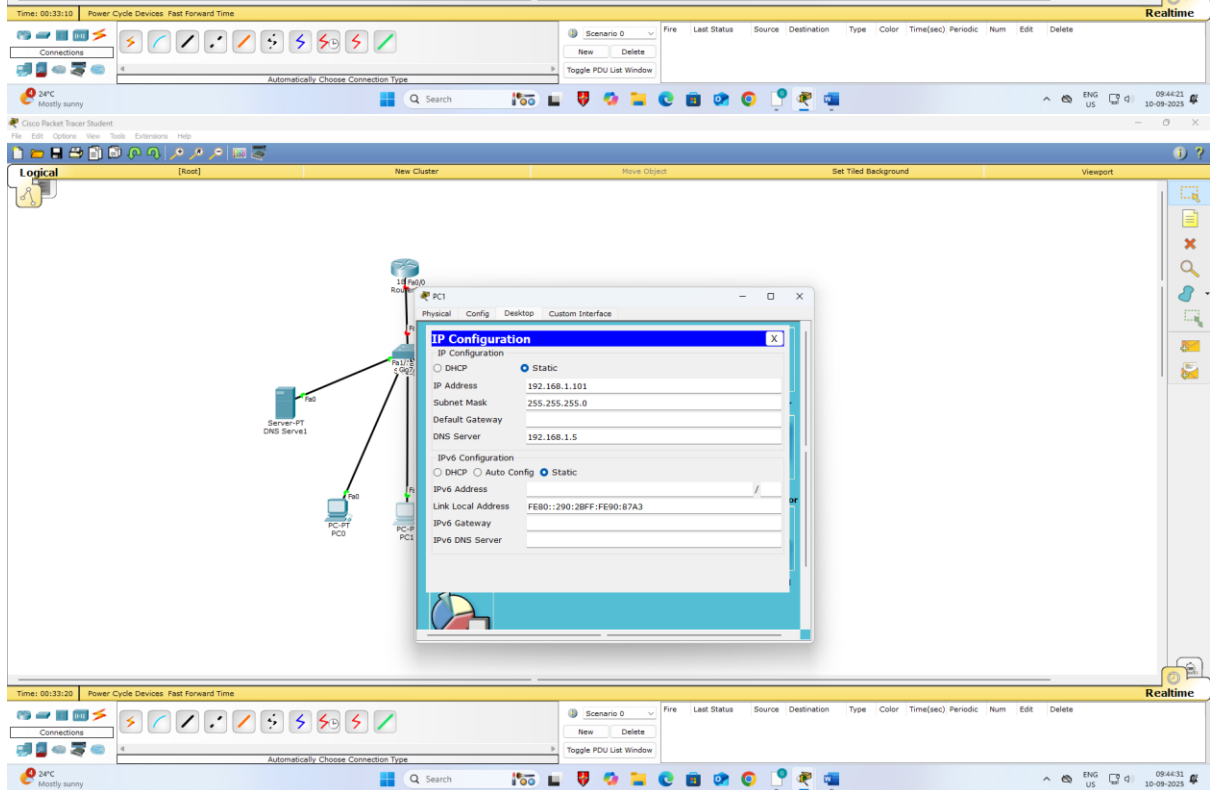 Time: 00:33:10 Power Cycle Devices Fast Forward Time Realtime
Scenario 0 Fire Last Status Source Destination Type Color Time(sec) Periodic Num Edit Delete
New Delete
Connections
Toggle PDU List Window
Automatically Choose Connection Type
24°C
Mostly sunny
Search
ENG
US
09:44:21
10-09-2025
Cisco Packet Tracer Student
File Edit Options View Tools Extensions Help
Logical [Root] New Cluster Move Object Set Tiled Background Viewport
Fa0/0
PC1
Physical Config Desktop Custom Interface
IP Configuration X
IP Configuration
DHCP Static
IP Address 192.168.1.101
Subnet Mask 255.255.255.0
Default Gateway
DNS Server 192.168.1.5
IPv6 Configuration
DHCP Auto Config Static
IPv6 Address /
Link Local Address FE80::290:2BFF:FE90:87A3
IPv6 Gateway
IPv6 DNS Server
Fa0
Server-PT
DNS Serve1
Fa0
PC-PT
PC0
PC1
Time: 00:33:20 Power Cycle Devices Fast Forward Time Realtime
Scenario 0 Fire Last Status Source Destination Type Color Time(sec) Periodic Num Edit Delete
New Delete
Connections
Toggle PDU List Window
Automatically Choose Connection Type
24°C
Mostly sunny
Search
ENG
US
09:44:31
10-09-2025